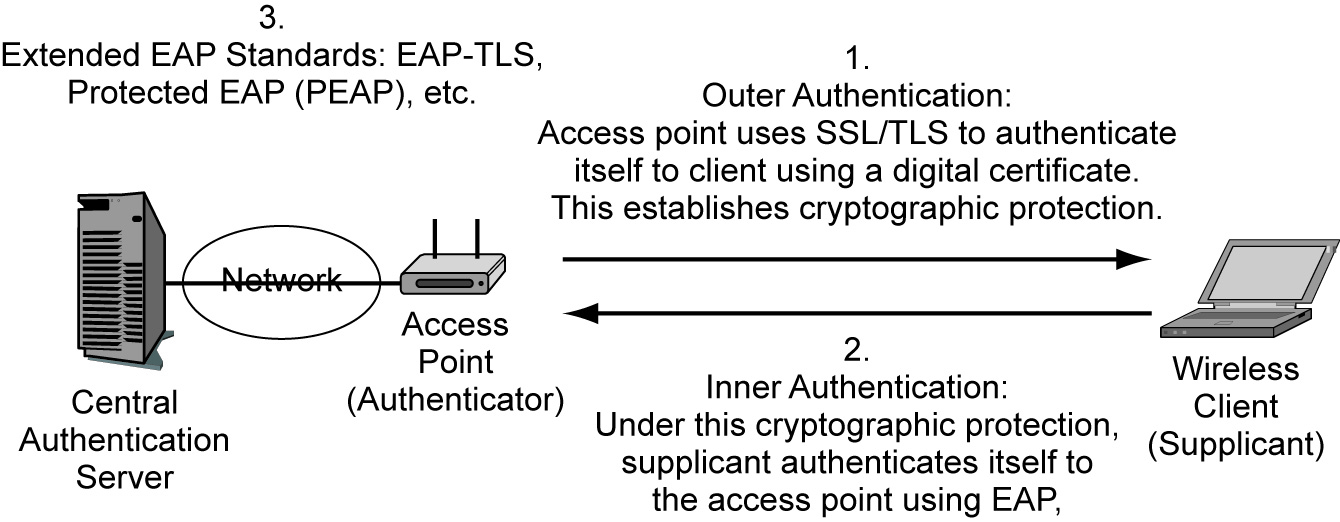 3.
Extended EAP Standards: EAP-TLS,
Protected EAP (PEAP), etc.
1.
Outer Authentication:
Access point uses SSL/TLS to authenticate
itself to client using a digital certificate.
This establishes cryptographic protection.
Network
Central
Authentication
Server
Access
Point
(Authenticator)
2.
Inner Authentication:
Under this cryptographic protection,
supplicant authenticates itself to
the access point using EAP,
Wireless
Client
(Supplicant)